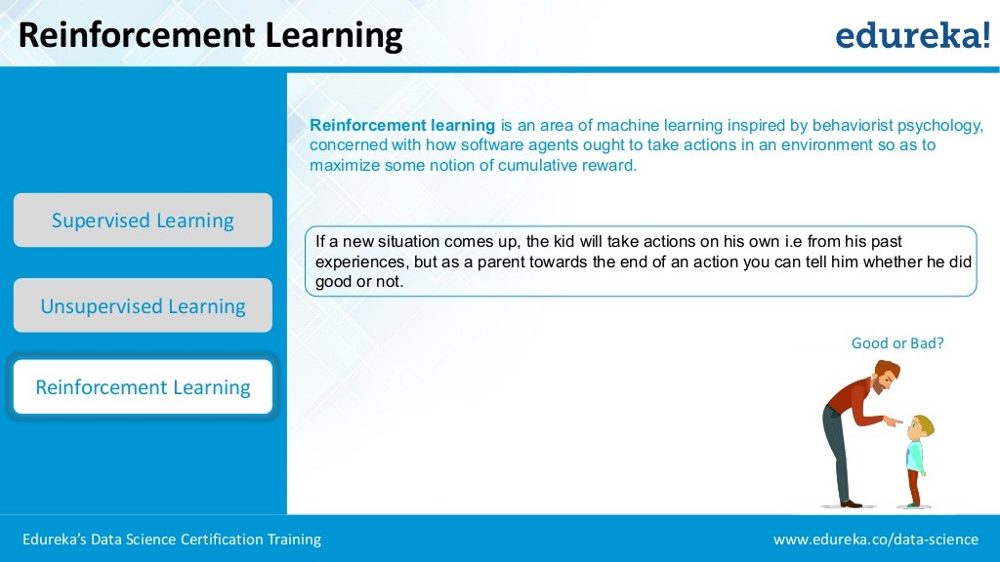 Reinforcement Learning
edureka!
Supervised Learning
Unsupervised Learning
Reinforcement Learning
Reinforcement learning is an area of machine learning inspired by behaviorist psychology,
concerned with how software agents ought to take actions in an environment so as to
maximize some notion of cumulative reward.
If a new situation comes up, the kid will take actions on his own i.e from his past
experiences, but as a parent towards the end of an action you can tell him whether he did
good or not.
Good or Bad?
Edureka’s Data Science Certification Training
www.edureka.co/data-science